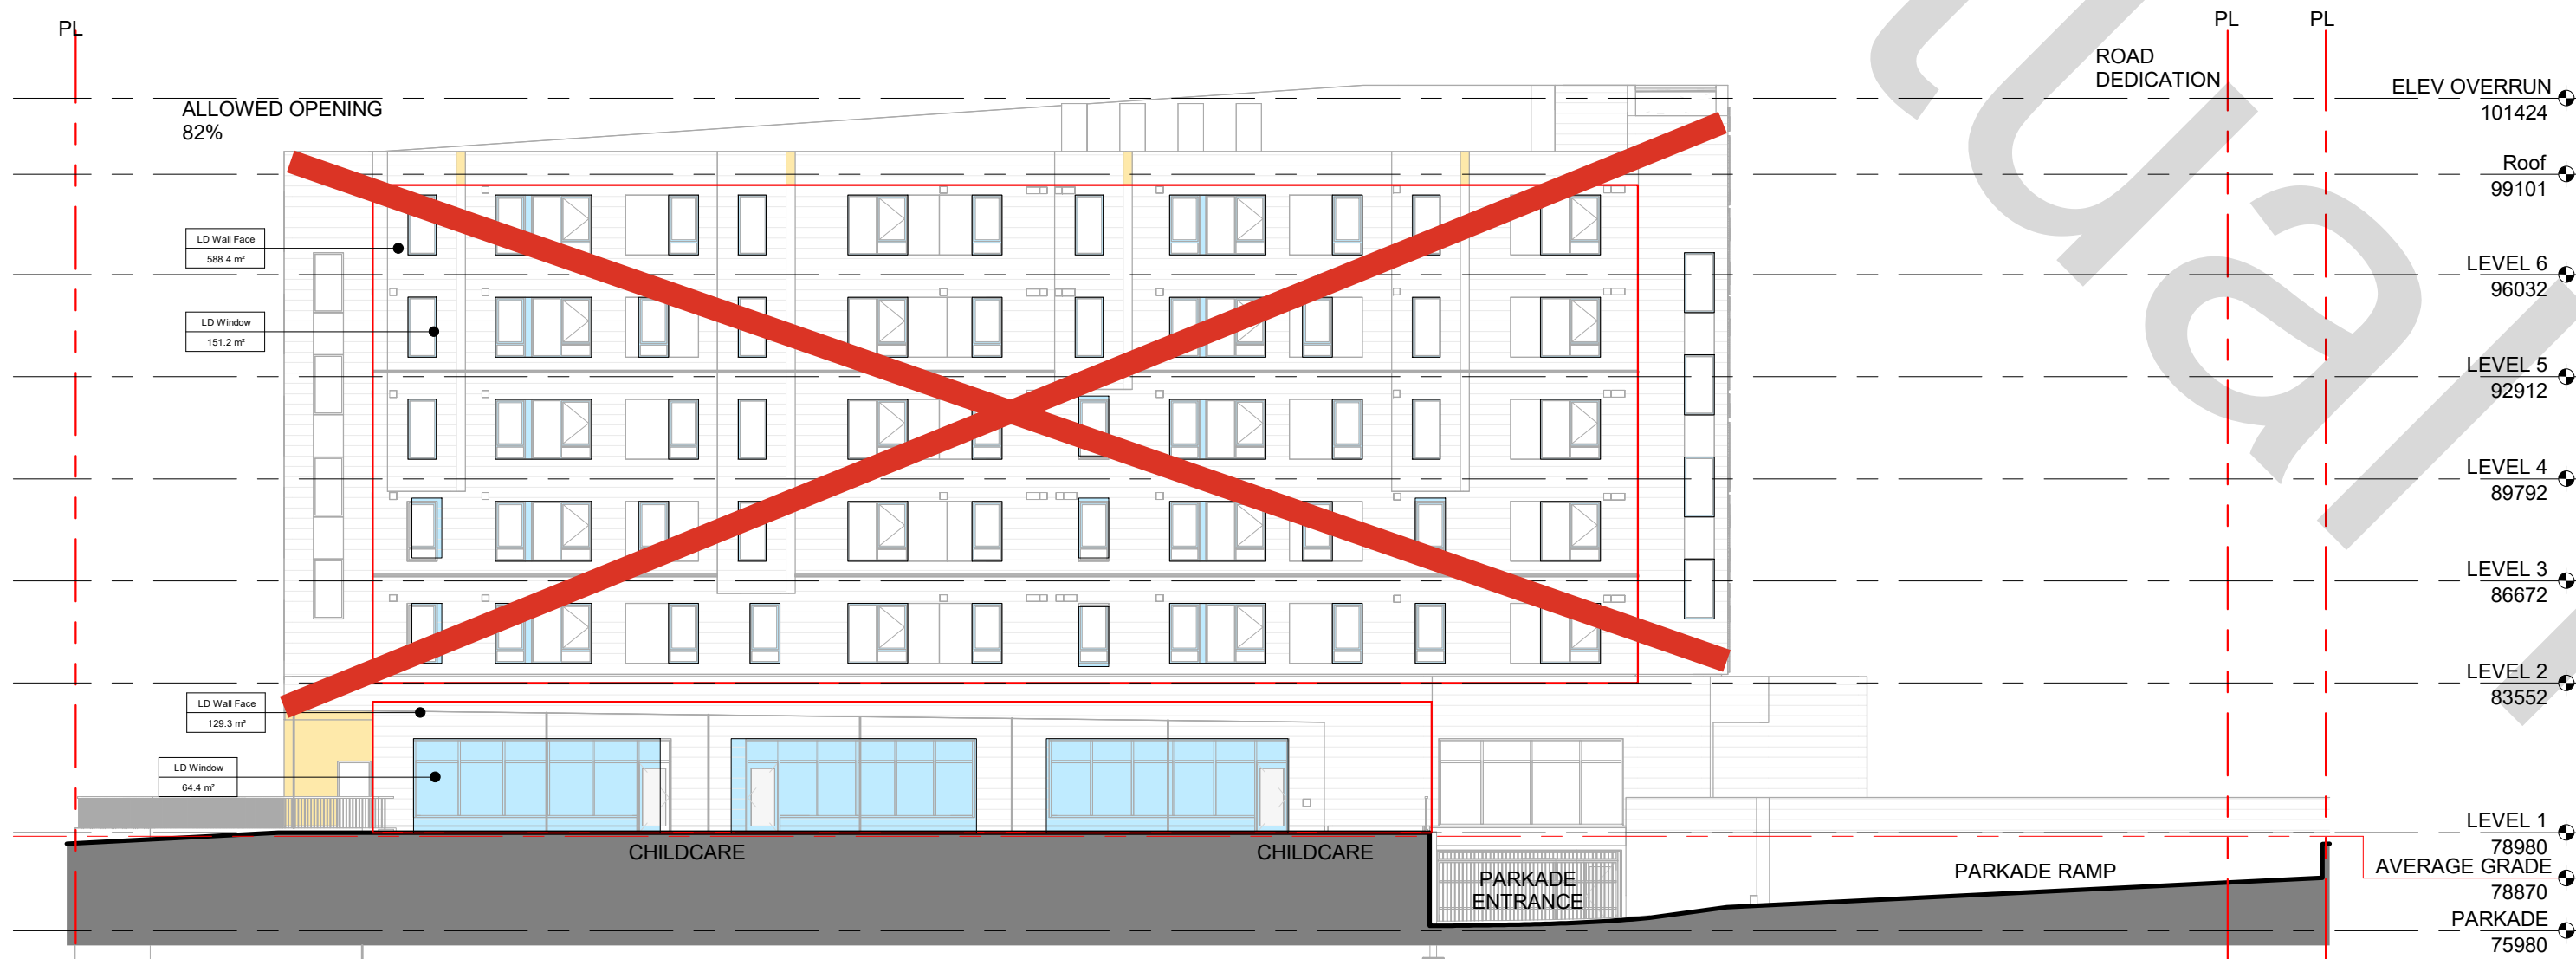 PL
PL
PL
ROAD
DEDICATION
ELEV OVERRUN
101424
ALLOWED OPENING
82%
Roof
99101
LD Wall Face
588.4 m²
LEVEL 6
96032
LD Window
151.2 m²
LEVEL 5
92912
LEVEL 4
89792
LEVEL 3
86672
LEVEL 2
83552
LD Wall Face
129.3 m²
LD Window
64.4 m²
LEVEL 1
78980
CHILDCARE
CHILDCARE
AVERAGE GRADE
78870
PARKADE
ENTRANCE
PARKADE RAMP
PARKADE
75980